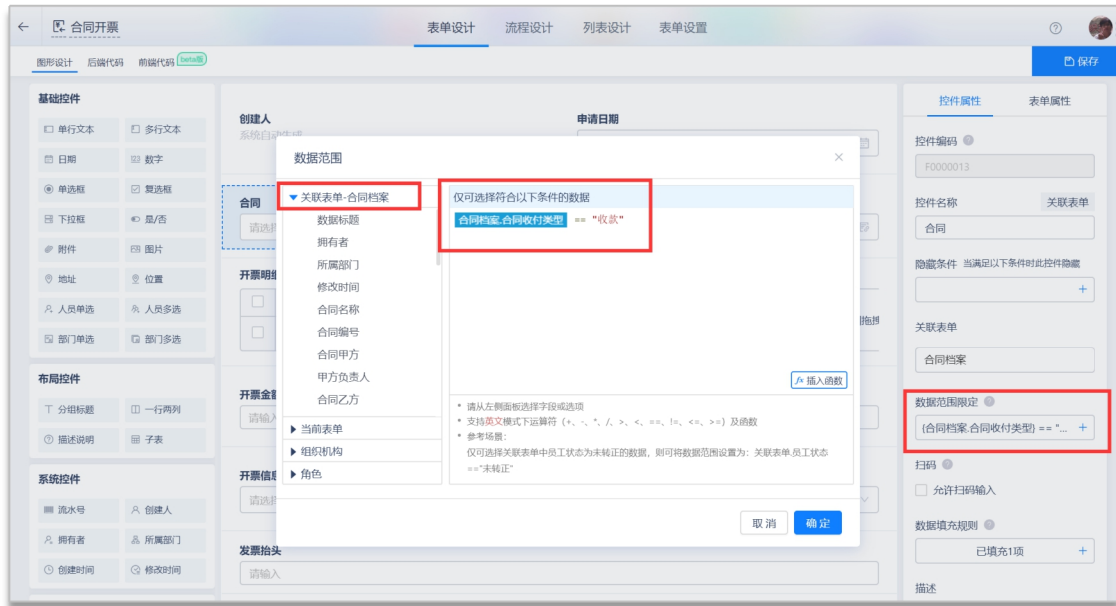 合同开票
表单设计 流程设计 列表设计 表单设置
图形设计 后端代码 前端代码 beta版
保存
基础控件
单行文本 多行文本
日期 数字
单选框 复选框
下拉框 是/否
附件 图片
地址 位置
人员单选 人员多选
部门单选 部门多选
布局控件
分组标题 一行两列
描述说明 子表
系统控件
流水号 创建人
拥有者 所属部门
创建时间 修改时间
创建人 申请日期
系统自动生成
合同
请选
开票明细
开票金额
请输入
开票信息
请选
发票抬头
请输入
数据范围
关联表单-合同档案
数据标题
拥有者
所属部门
修改时间
合同名称
合同编号
合同甲方
甲方负责人
合同乙方
当前表单
组织机构
角色
仅可选择符合以下条件的数据
合同档案.合同收付类型 == "收款"
fx 插入函数
• 请从左侧面板选择字段或选项
• 支持英文模式下运算符（+、-、*、/、>、<、==、!=、<=、>=）及函数
• 参考场景：
仅可选择关联表单中员工状态为未转正的数据，则可将数据范围设置为：关联表单.员工状态
=="未转正"
取消 确定
控件属性 表单属性
控件编码
F0000013
控件名称 关联表单
合同
隐藏条件 当满足以下条件时此控件隐藏
关联表单
合同档案
数据范围限定
{合同档案.合同收付类型} == "...
扫码
允许扫码输入
数据填充规则
已填充1项
描述